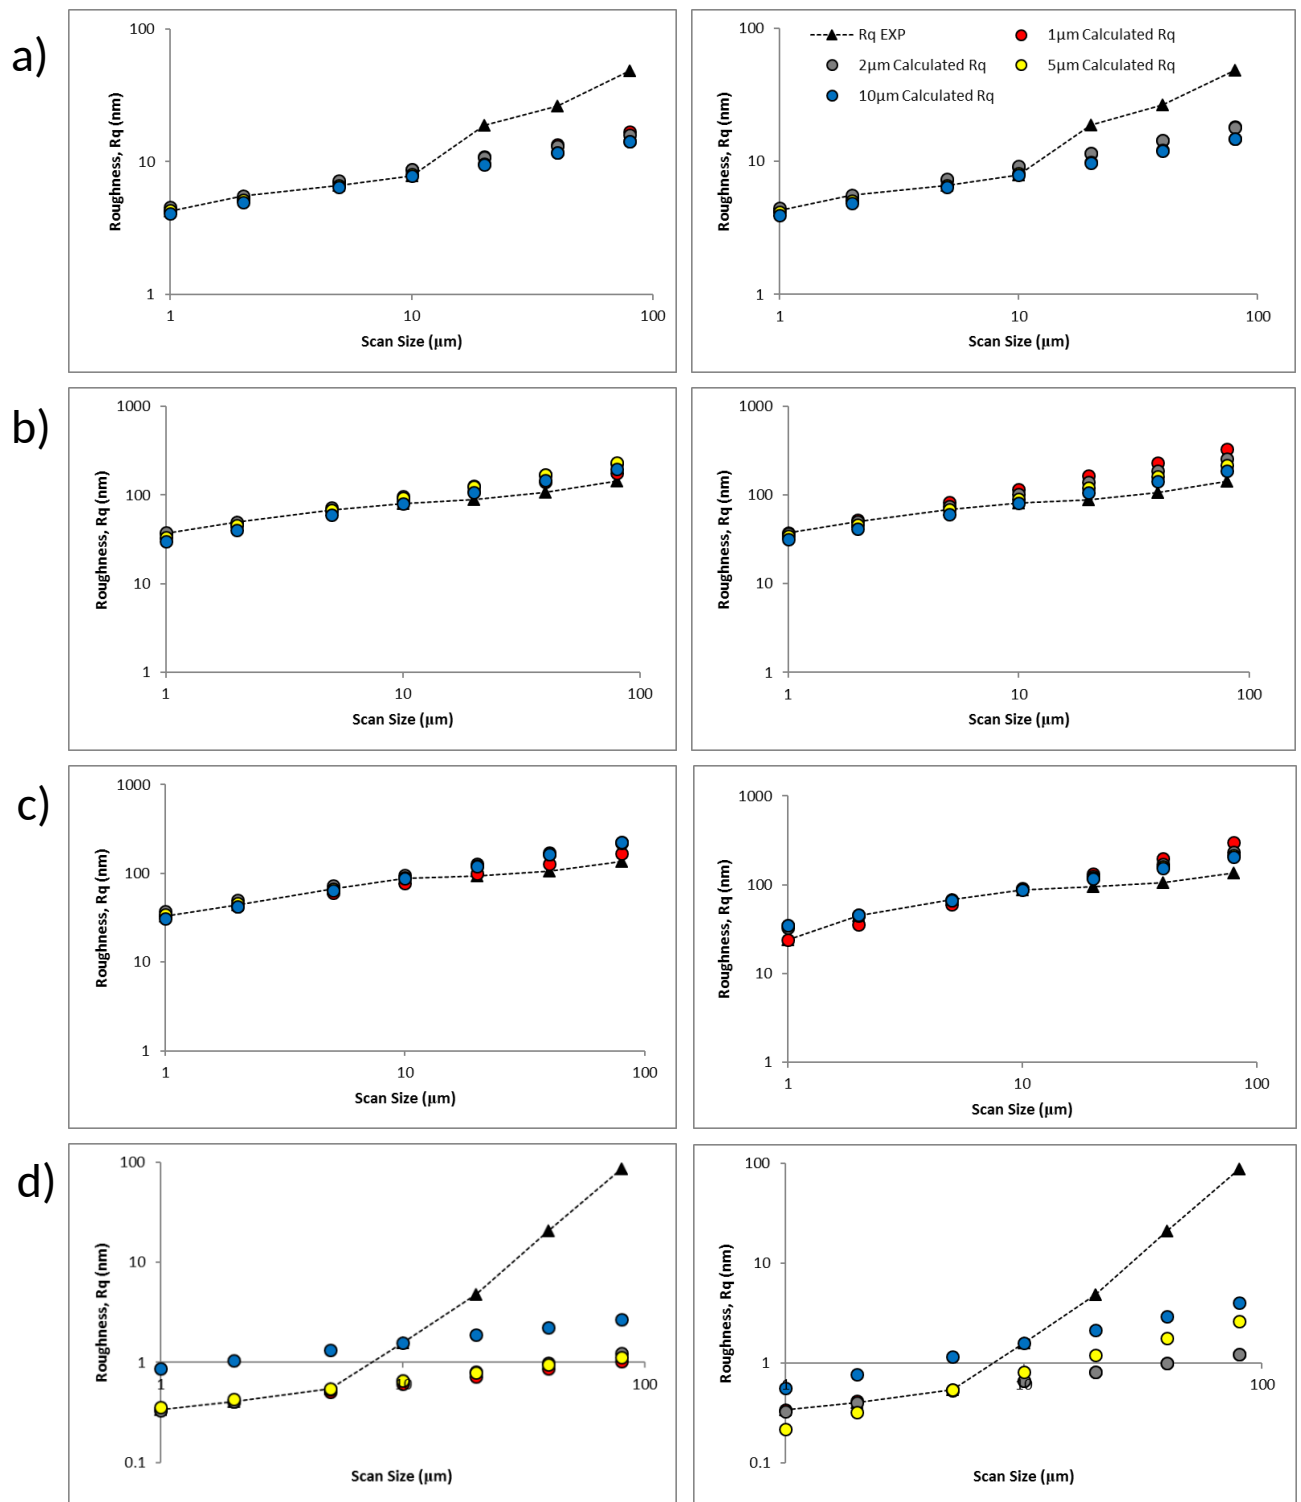 a)
100
10
1
1 10 100
Roughness, Rq (nm)
Scan Size (µm)
100
10
1
1 10 100
Roughness, Rq (nm)
Scan Size (µm)
Rq EXP
1µm Calculated Rq
2µm Calculated Rq
5µm Calculated Rq
10µm Calculated Rq
b)
1000
100
10
1
1 10 100
Roughness, Rq (nm)
Scan Size (µm)
1000
100
10
1
1 10 100
Roughness, Rq (nm)
Scan Size (µm)
c)
1000
100
10
1
1 10 100
Roughness, Rq (nm)
Scan Size (µm)
1000
100
10
1
1 10 100
Roughness, Rq (nm)
Scan Size (µm)
d)
100
10
1
0.1
1 10 100
Roughness, Rq (nm)
Scan Size (µm)
100
10
1
0.1
1 10 100
Roughness, Rq (nm)
Scan Size (µm)